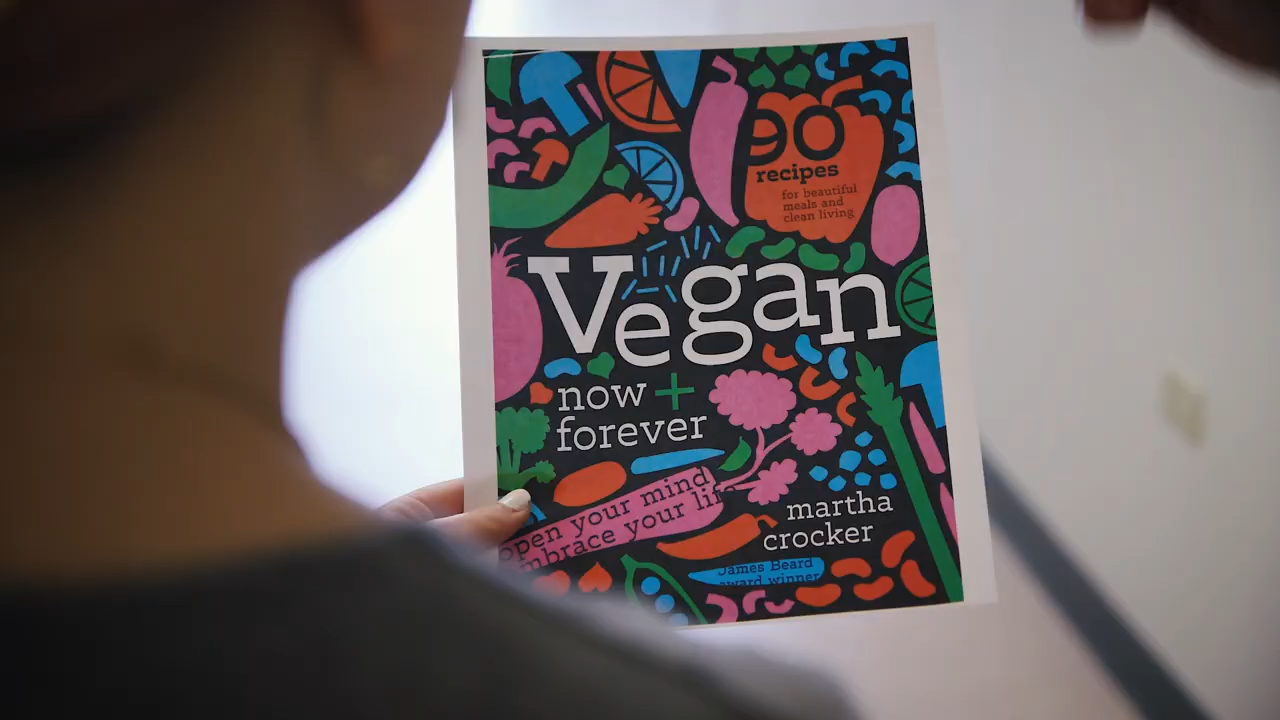 90
recipes
for beautiful
meals and
clean living
Vegan
now +
forever
open your mind
embrace your life
martha
crocker
James Beard
award winner